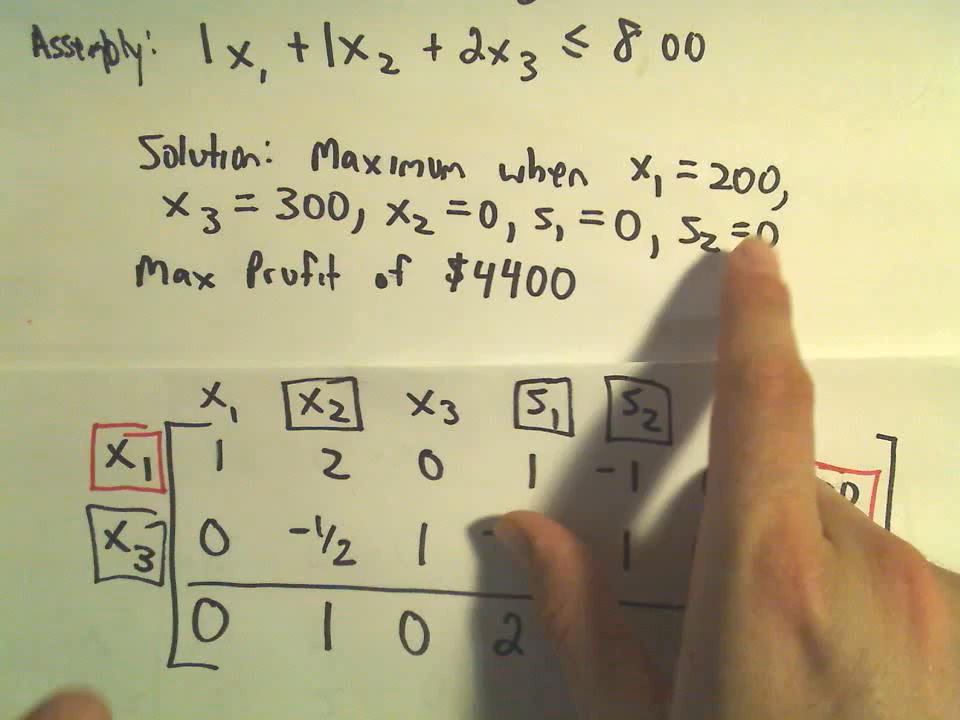 Assembly: 1x₁ + 1x₂ + 2x₃ ≤ 800
Solution: Maximum when x₁ = 200,
x₃ = 300, x₂ = 0, s₁ = 0, s₂ = 0
Max Profit of $4400
x₁ x₂ x₃ s₁ s₂
x₁ 1 2 0 1 -1
x₃ 0 -1/2 1 - 1
0 1 0 2